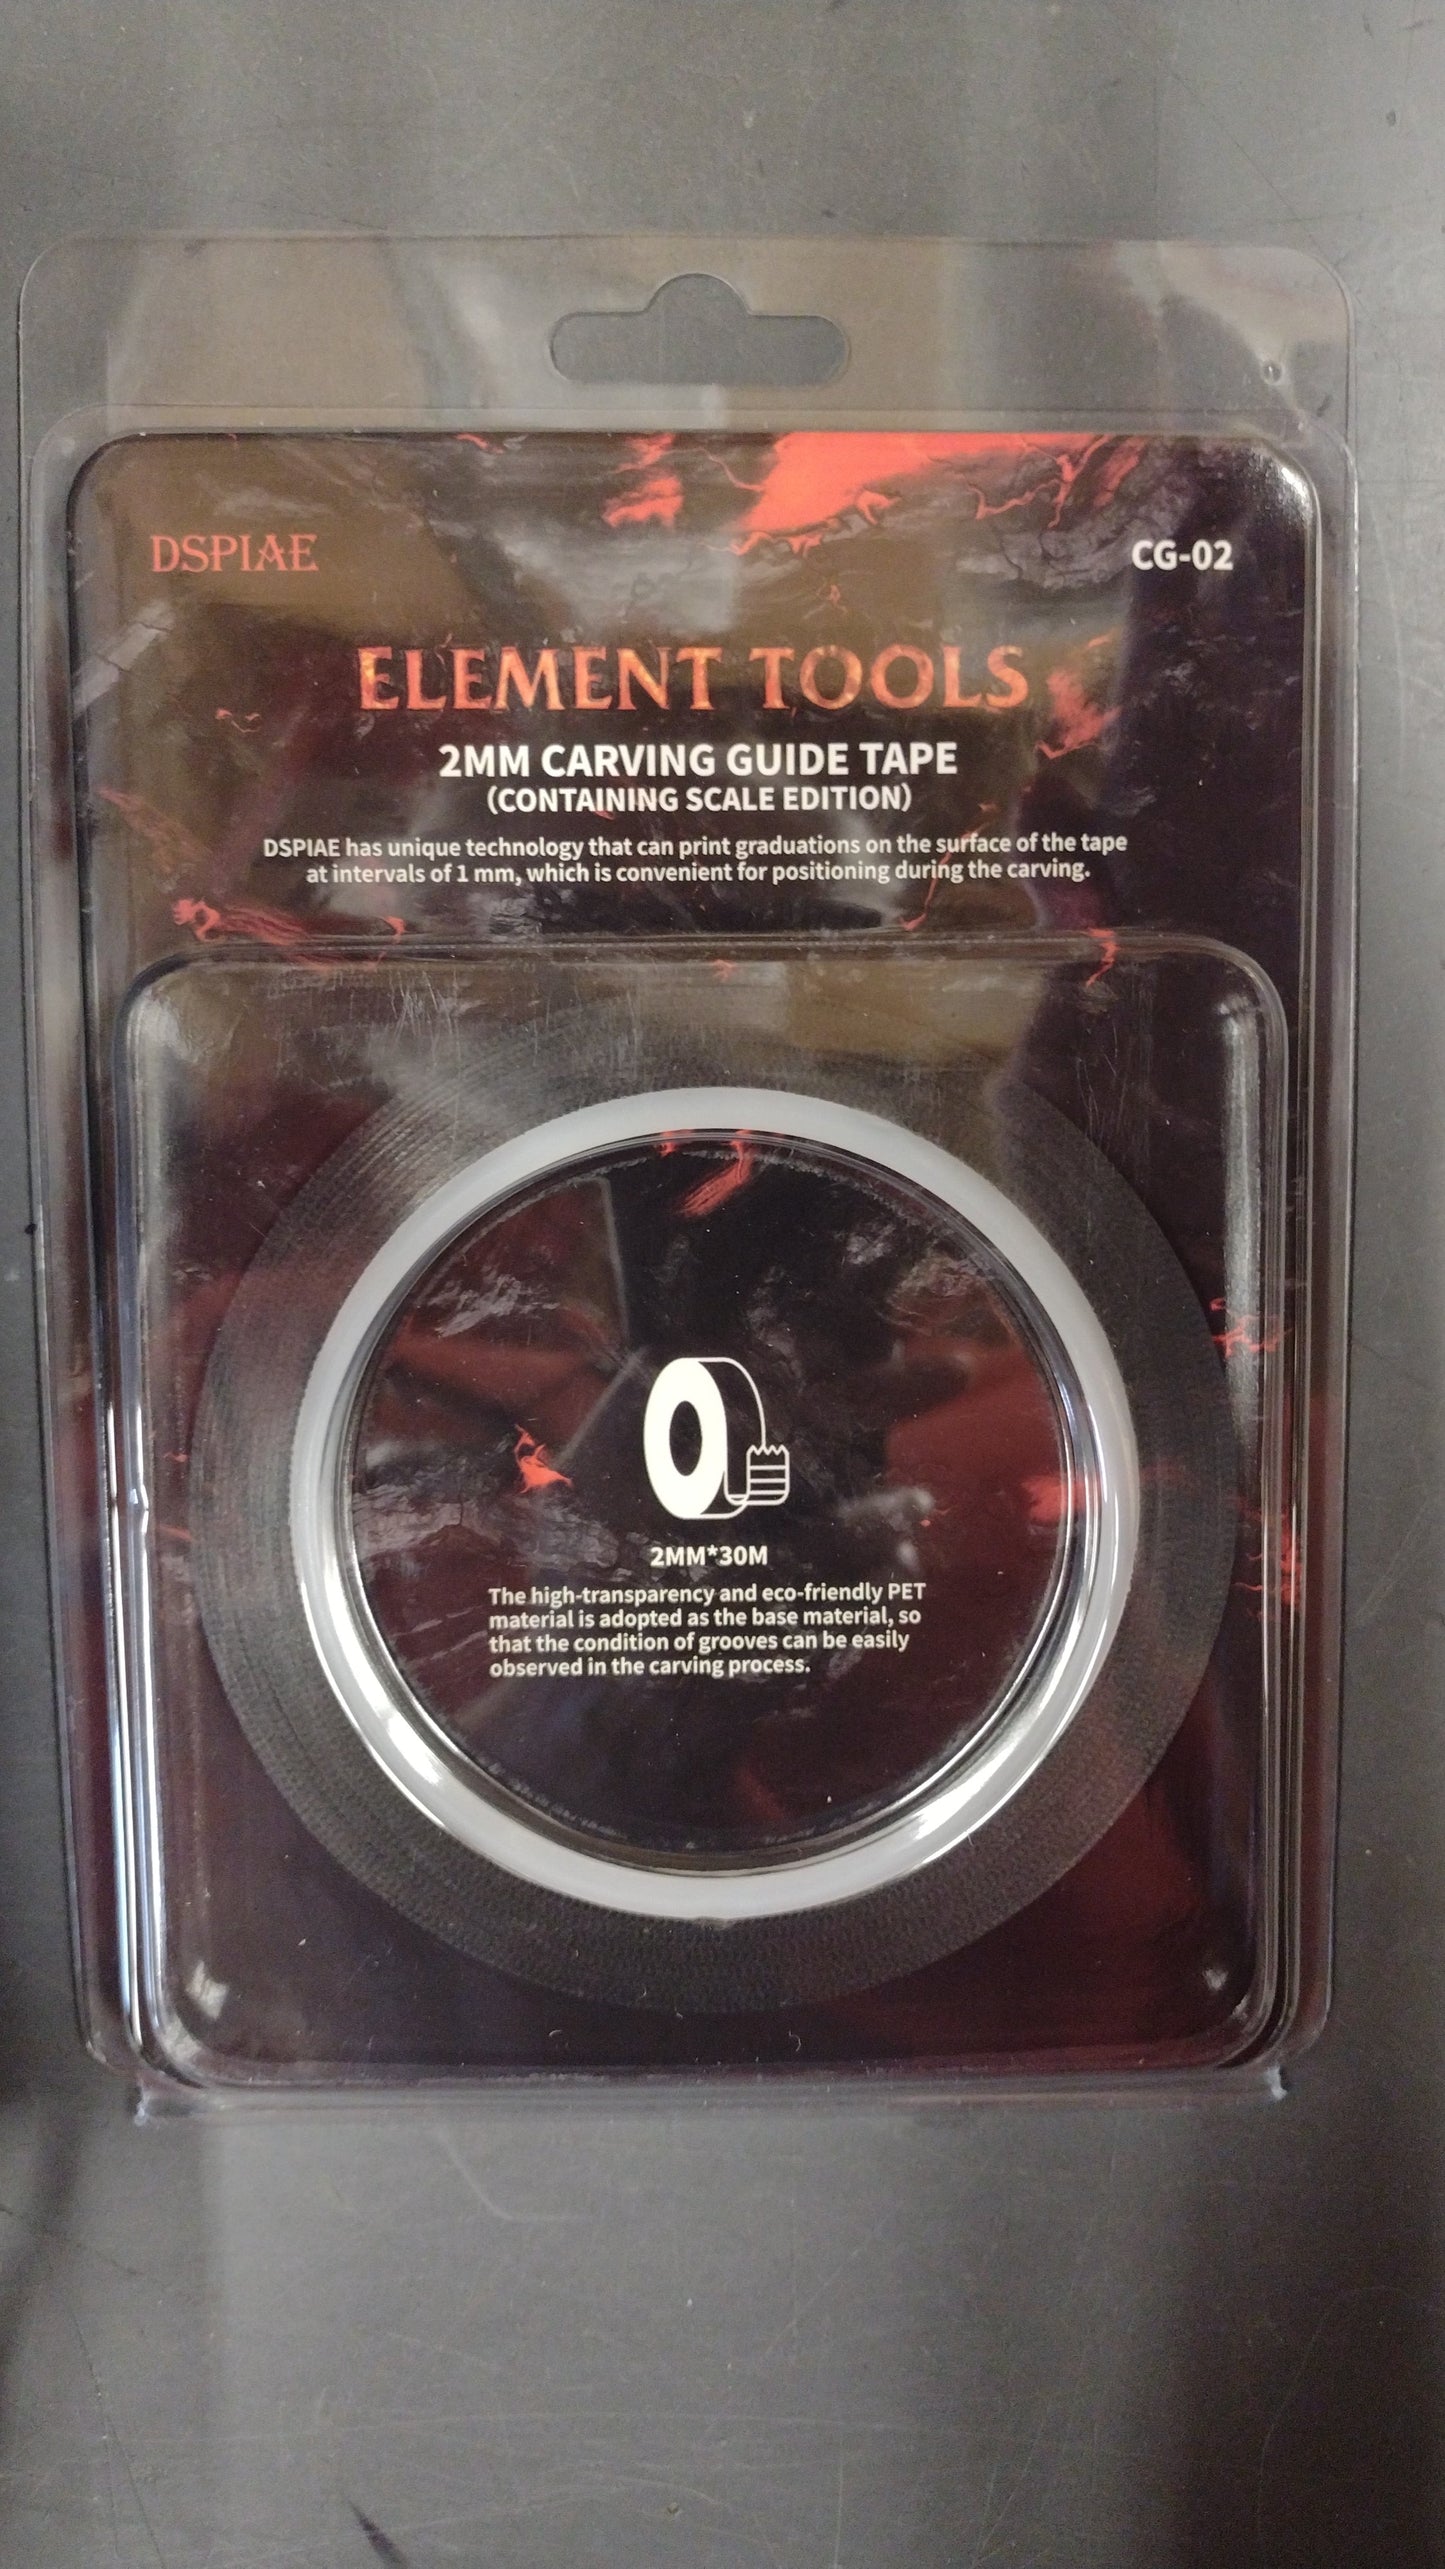 DSPIAE
CG-02
ELEMENT TOOLS
2MM CARVING GUIDE TAPE
(CONTAINING SCALE EDITION)
DSPIAE has unique technology that can print graduations on the surface of the tape
at intervals of 1 mm, which is convenient for positioning during the carving.
2MM*30M
The high-transparency and eco-friendly PET
material is adopted as the base material, so
that the condition of grooves can be easily
observed in the carving process.